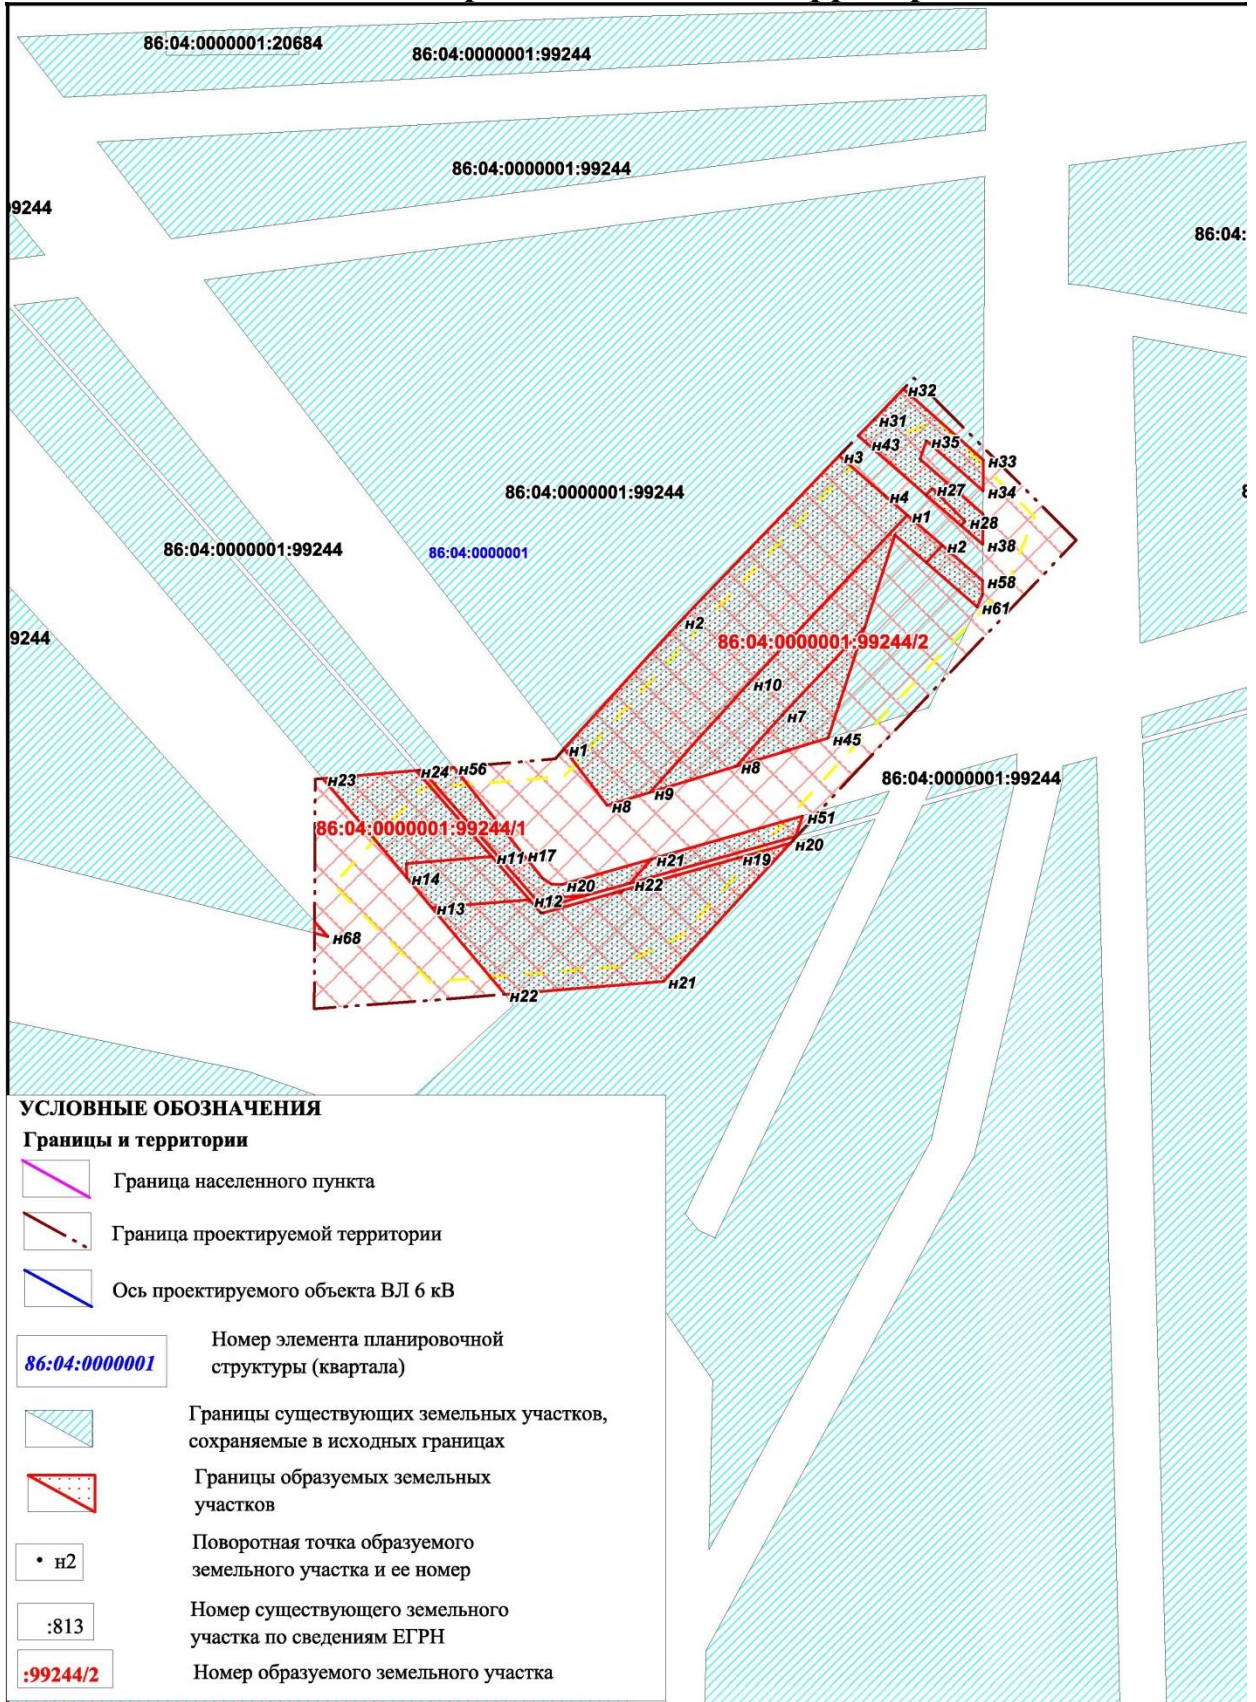 86:04:0000001:20684
86:04:0000001:99244
86:04:0000001:99244
9244
86:04:
н32
н31
н35
н43
н3
н33
86:04:0000001:99244
н27
н34
н4
н1
н28
86:04:0000001:99244
86:04:0000001
н2
н38
н58
н61
9244
н2
86:04:0000001:99244/2
н10
н7
н45
н1
н8
86:04:0000001:99244
н23
н24
н56
н8
н9
86:04:0000001:99244/1
н51
н20
н11
н17
н21
н19
н14
н20
н22
н12
н13
н68
н21
н22
УСЛОВНЫЕ ОБОЗНАЧЕНИЯ
Границы и территории
Граница населенного пункта
Граница проектируемой территории
Ось проектируемого объекта ВЛ 6 кВ
86:04:0000001
Номер элемента планировочной
структуры (квартала)
Границы существующих земельных участков,
сохраняемые в исходных границах
Границы образуемых земельных
участков
• н2
Поворотная точка образуемого
земельного участка и ее номер
:813
Номер существующего земельного
участка по сведениям ЕГРН
:99244/2
Номер образуемого земельного участка